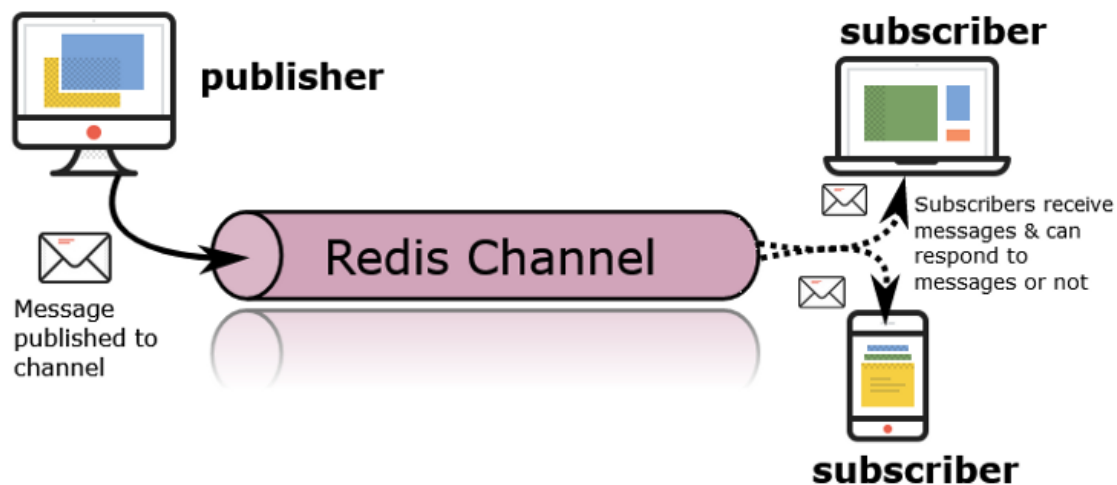 publisher
Message
published to
channel
Redis Channel
subscriber
Subscribers receive
messages & can
respond to
messages or not
subscriber